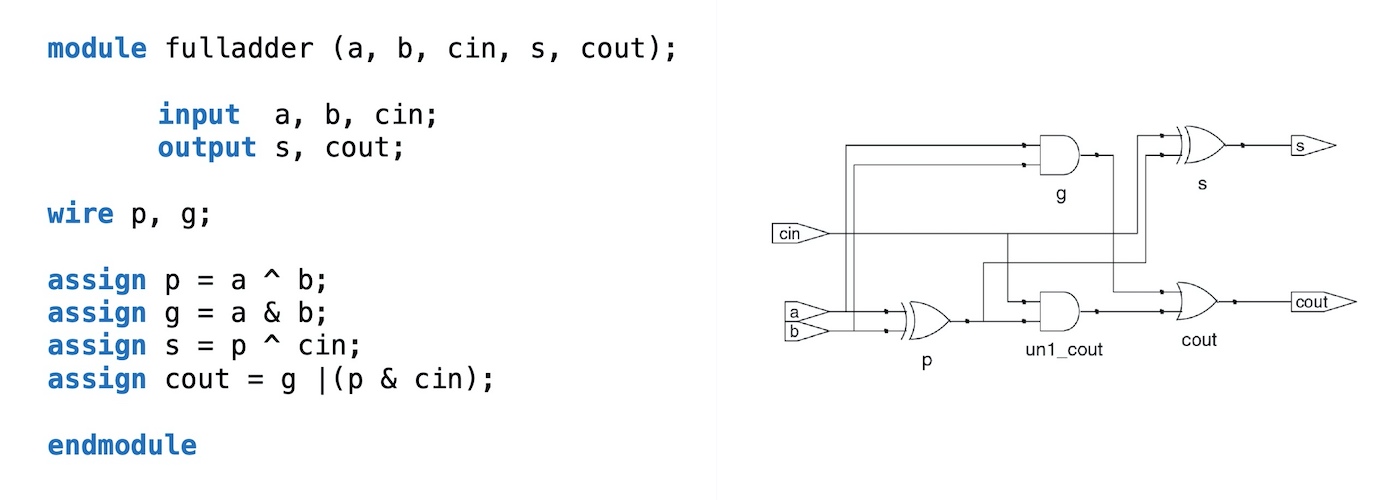 module fulladder (a, b, cin, s, cout);
input a, b, cin;
output s, cout;
wire p, g;
assign p = a ^ b;
assign g = a & b;
assign s = p ^ cin;
assign cout = g |(p & cin);
endmodule
s
g
s
cin
a
b
cout
un1_cout
cout
p